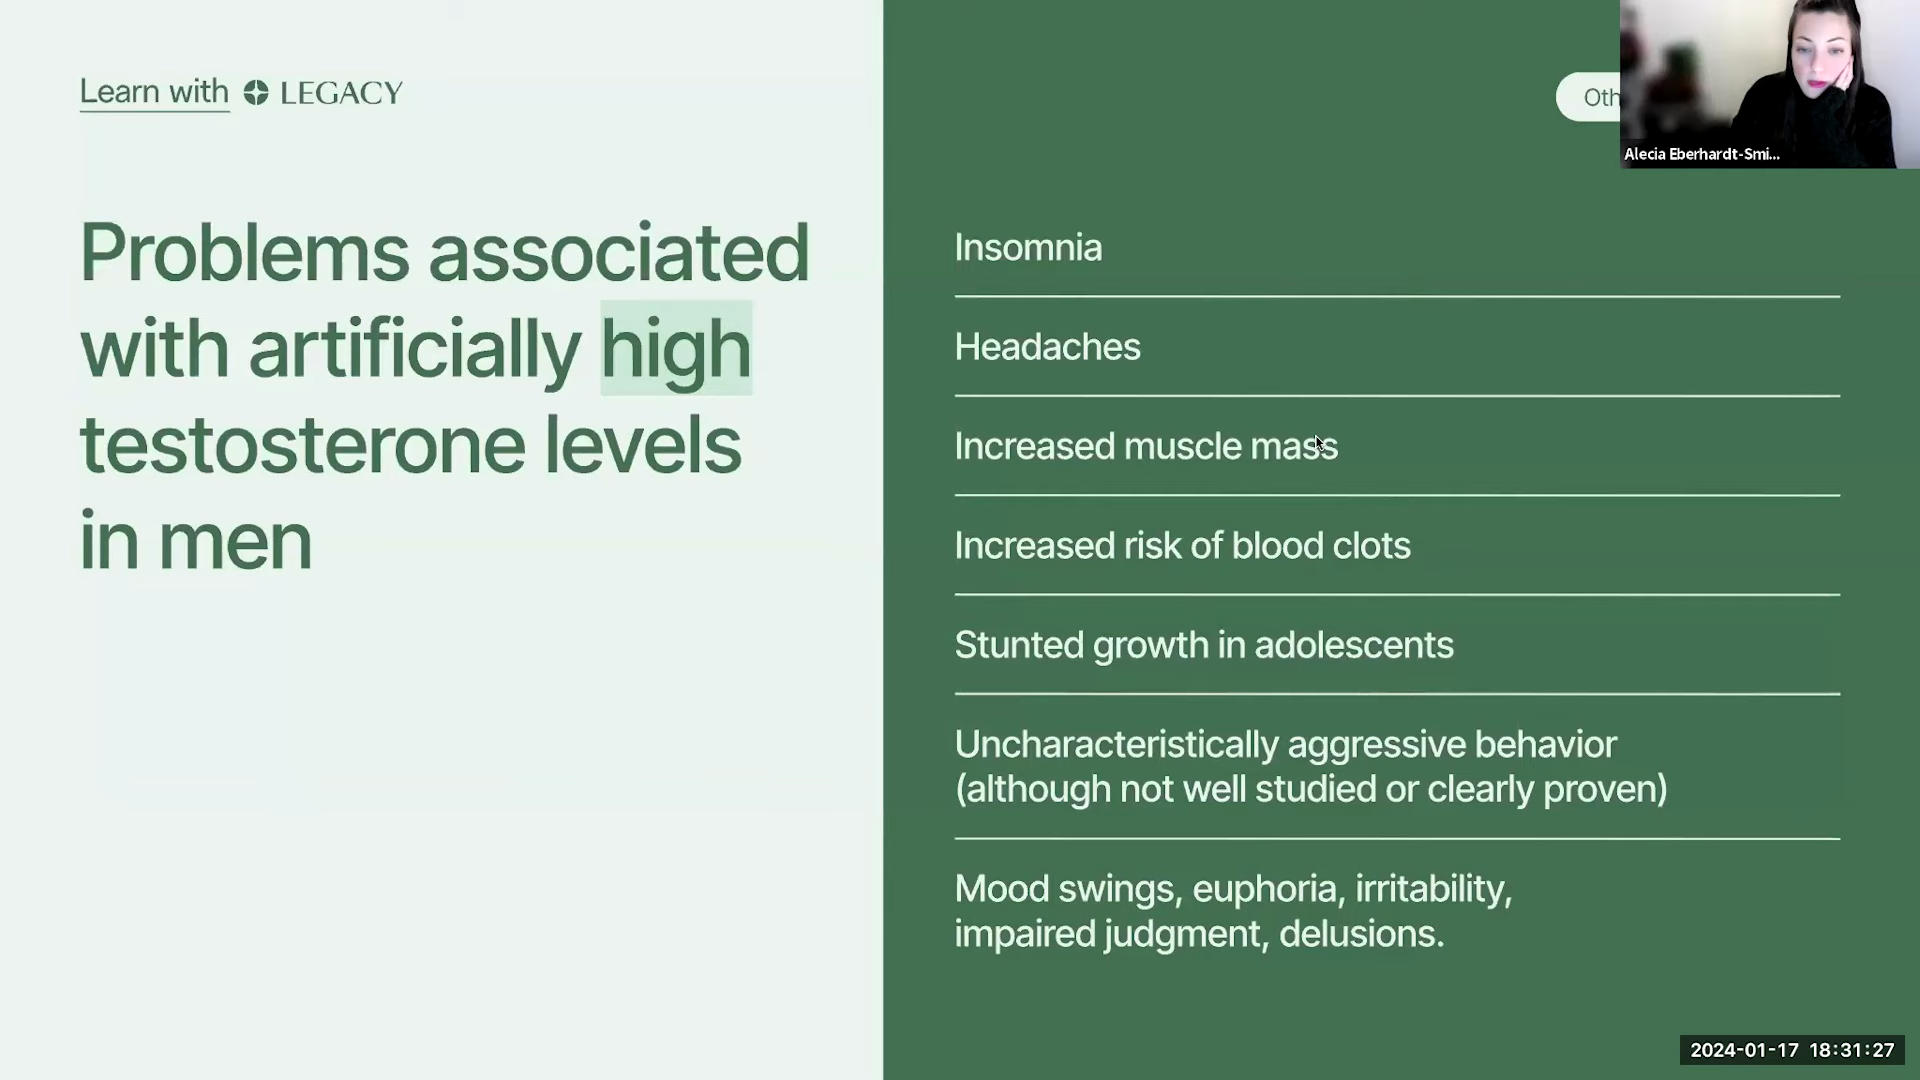 Learn with LEGACY
Problems associated
with artificially high
testosterone levels
in men
Alecia Eberhardt-Smi...
Insomnia
Headaches
Increased muscle mass
Increased risk of blood clots
Stunted growth in adolescents
Uncharacteristically aggressive behavior
(although not well studied or clearly proven)
Mood swings, euphoria, irritability,
impaired judgment, delusions.
2024-01-17 18:31:27